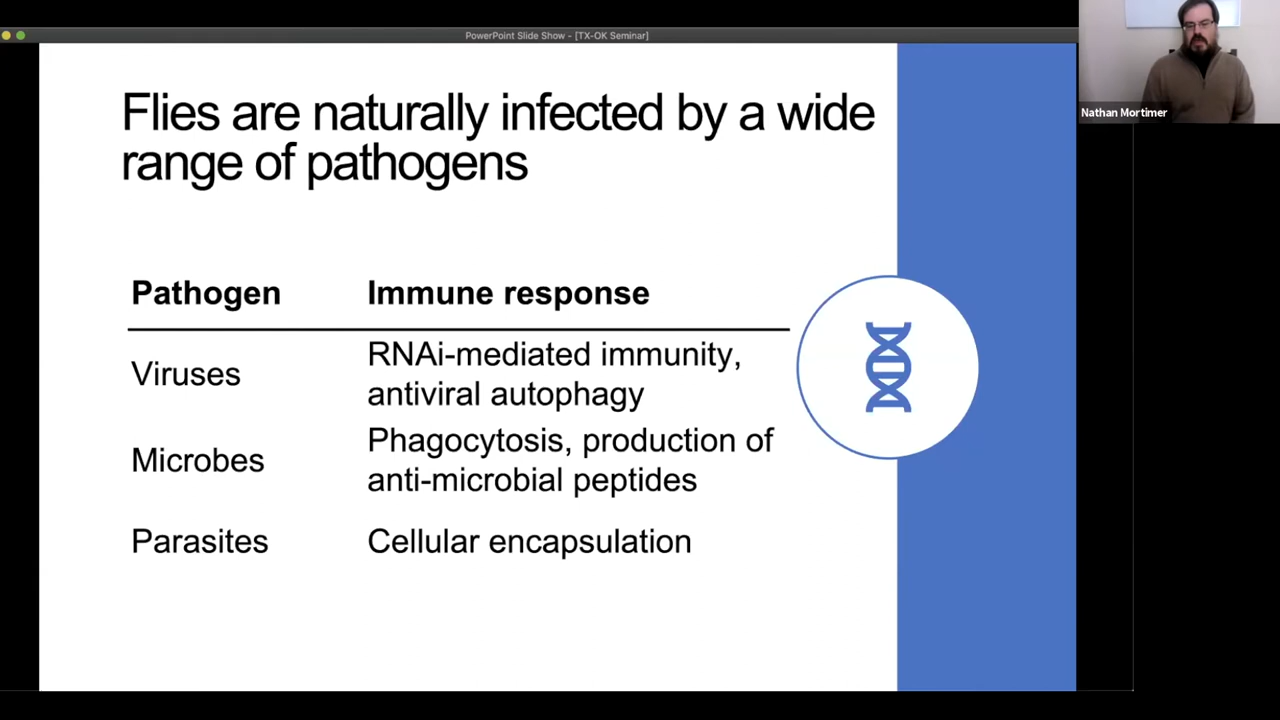 PowerPoint Slide Show - [TX-OK Seminar]
Nathan Mortimer
Flies are naturally infected by a wide
range of pathogens
Pathogen Immune response
Viruses RNAi-mediated immunity,
antiviral autophagy
Microbes Phagocytosis, production of
anti-microbial peptides
Parasites Cellular encapsulation